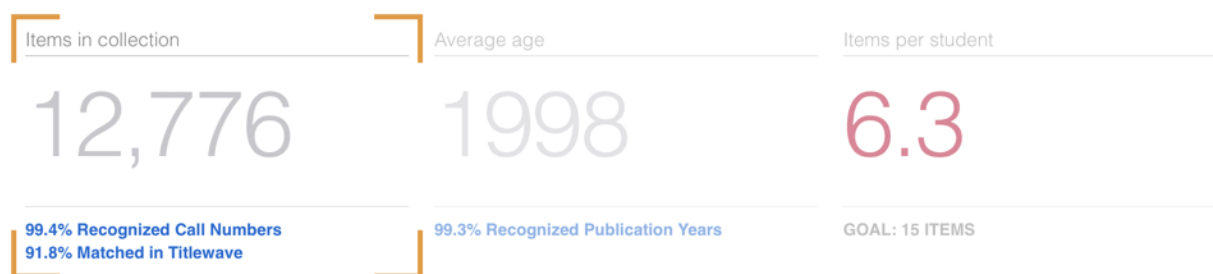 Items in collection
12,776
99.4% Recognized Call Numbers
91.8% Matched in Titlewave
Average age
1998
99.3% Recognized Publication Years
Items per student
6.3
GOAL: 15 ITEMS